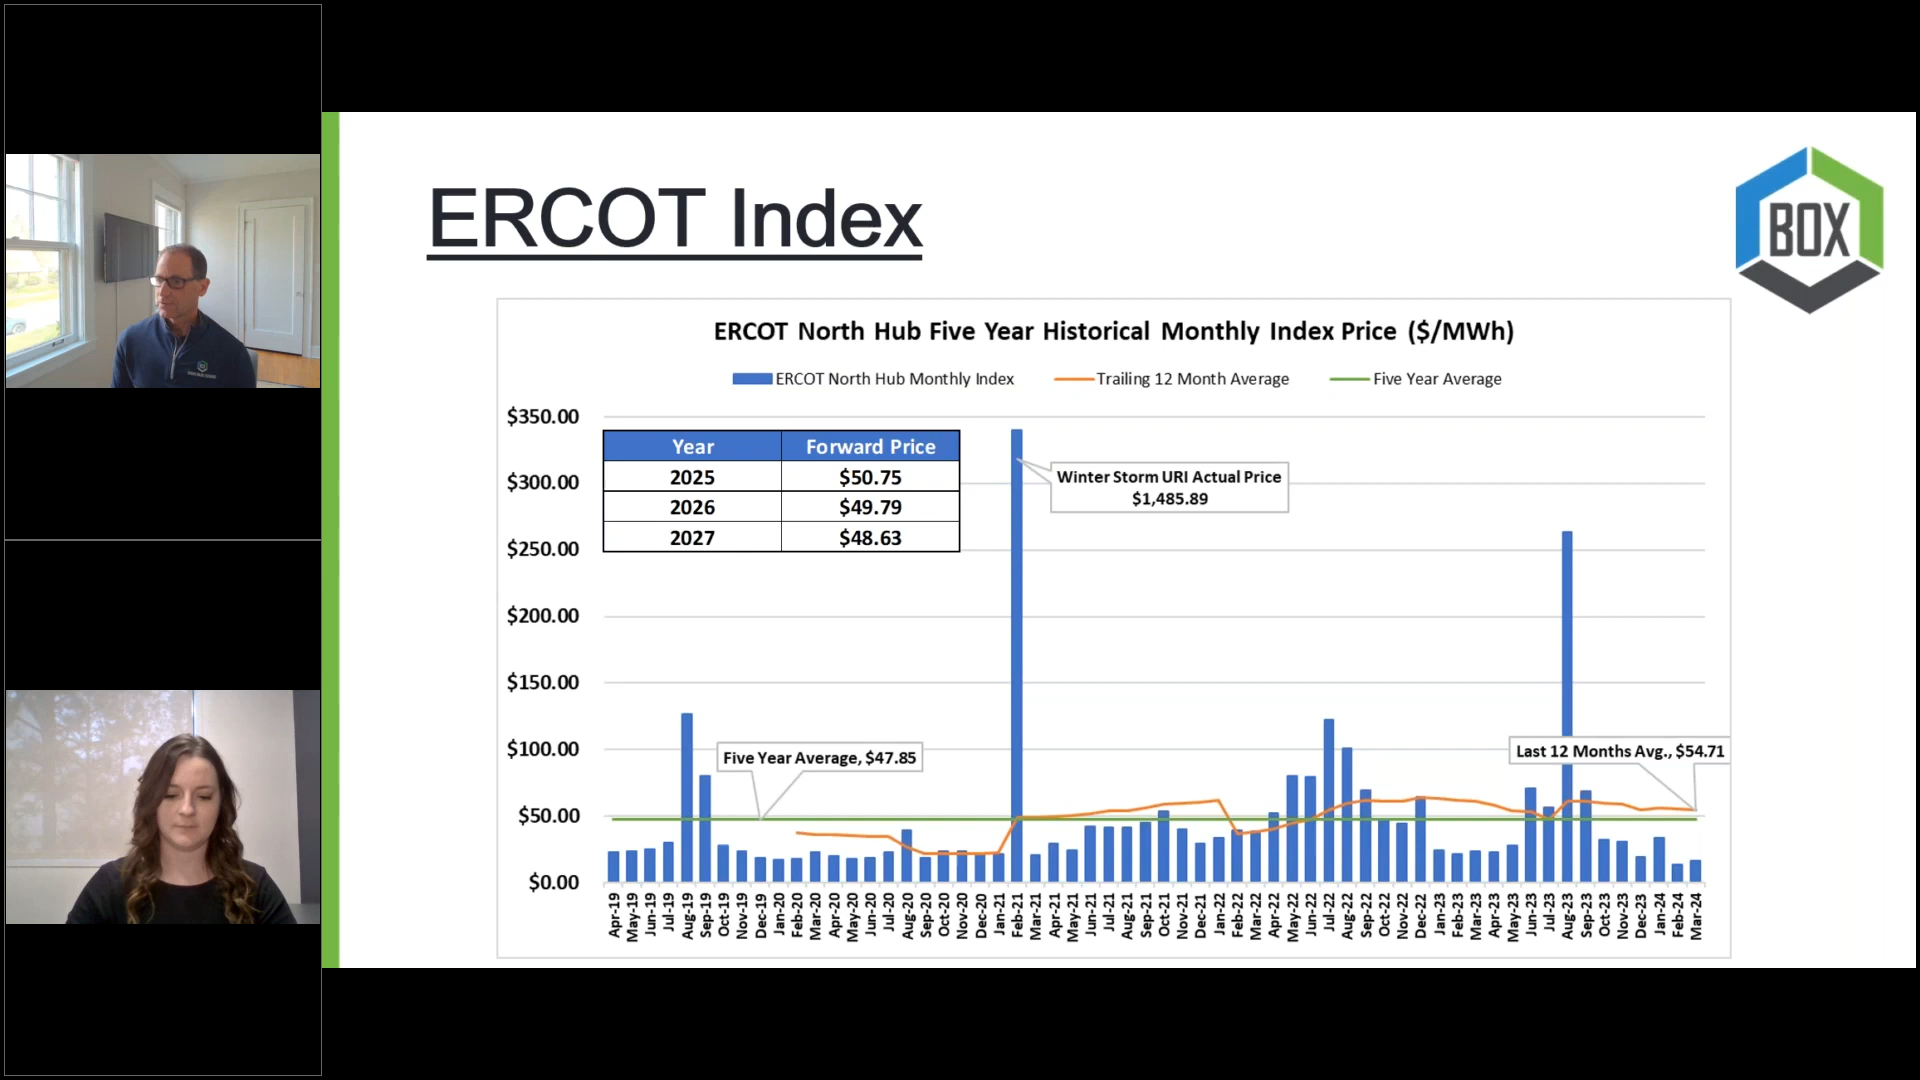 ERCOT Index
BOX
ERCOT North Hub Five Year Historical Monthly Index Price ($/MWh)
ERCOT North Hub Monthly Index
Trailing 12 Month Average
Five Year Average
$350.00
$300.00
$250.00
$200.00
$150.00
$100.00
$50.00
$0.00
Year Forward Price
2025 $50.75
2026 $49.79
2027 $48.63
Winter Storm URI Actual Price
$1,485.89
Five Year Average, $47.85
Last 12 Months Avg., $54.71
Apr-19
May-19
Jun-19
Jul-19
Aug-19
Sep-19
Oct-19
Nov-19
Dec-19
Jan-20
Feb-20
Mar-20
Apr-20
May-20
Jun-20
Jul-20
Aug-20
Sep-20
Oct-20
Nov-20
Dec-20
Jan-21
Feb-21
Mar-21
Apr-21
May-21
Jun-21
Jul-21
Aug-21
Sep-21
Oct-21
Nov-21
Dec-21
Jan-22
Feb-22
Mar-22
Apr-22
May-22
Jun-22
Jul-22
Aug-22
Sep-22
Oct-22
Nov-22
Dec-22
Jan-23
Feb-23
Mar-23
Apr-23
May-23
Jun-23
Jul-23
Aug-23
Sep-23
Oct-23
Nov-23
Dec-23
Jan-24
Feb-24
Mar-24